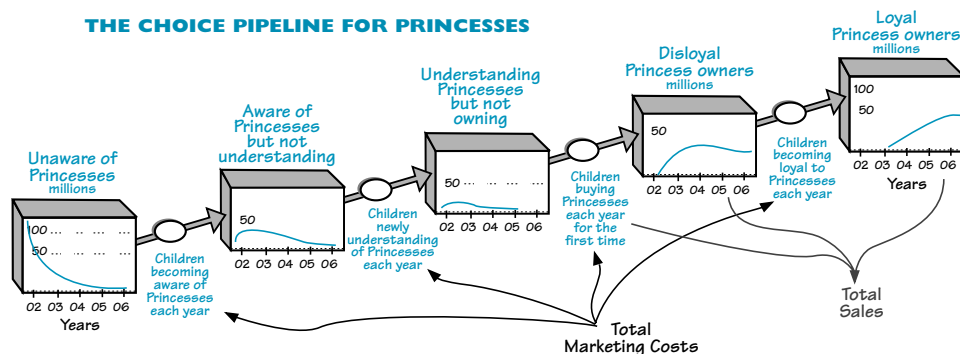 THE CHOICE PIPELINE FOR PRINCESSES
Unaware of
Princesses
millions
100
50
02 03 04 05 06
Years
Children
becoming
aware of
Princesses
each year
Aware of
Princesses
but not
understanding
50
02 03 04 05 06
Children
newly
understanding
of Princesses
each year
Understanding
Princesses
but not
owning
50
02 03 04 05 06
Children
buying
Princesses
each year
for the
first time
Disloyal
Princess owners
millions
50
02 03 04 05 06
Children
becoming
loyal to
Princesses
each year
Loyal
Princess owners
millions
100
50
02 03 04 05 06
Years
Total
Marketing Costs
Total
Sales